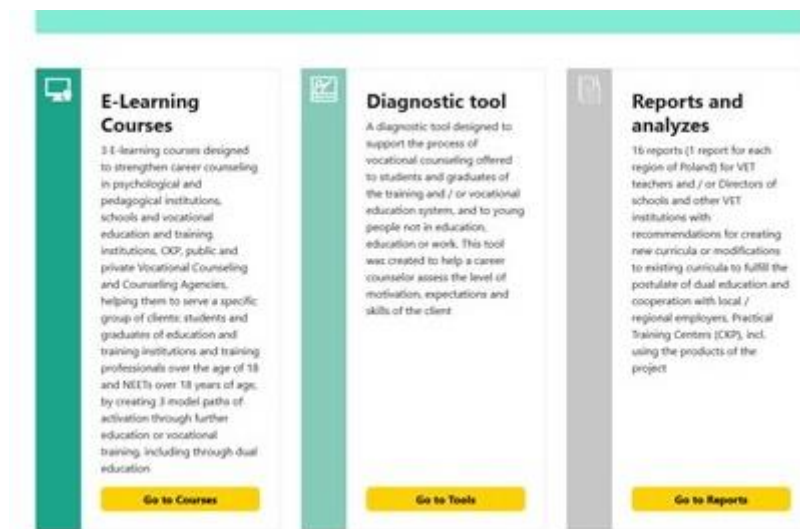 E-Learning
Courses
3 E-learning courses designed
to strengthen career counseling
in psychological and
pedagogical institutions,
schools and vocational
education and training
institutions, CKP, public and
private Vocational Counseling
and Counseling Agencies,
helping them to serve a specific
group of clients: students and
graduates of education and
training institutions and training
professionals over the age of 18
and NEETs over 18 years of age,
by creating 3 model paths of
activation through further
education or vocational
training, including through dual
education
Go to Courses
Diagnostic tool
A diagnostic tool designed to
support the process of
vocational counseling offered
to students and graduates of
the training and / or vocational
education system, and to young
people not in education,
education or work. This tool
was created to help a career
counselor assess the level of
motivation, expectations and
skills of the client
Go to Tools
Reports and
analyzes
16 reports (1 report for each
region of Poland) for VET
teachers and / or Directors of
schools and other VET
institutions with
recommendations for creating
new curricula or modifications
to existing curricula to fulfill the
postulate of dual education and
cooperation with local /
regional employers, Practical
Training Centers (CKP), incl.
using the products of the
project
Go to Reports